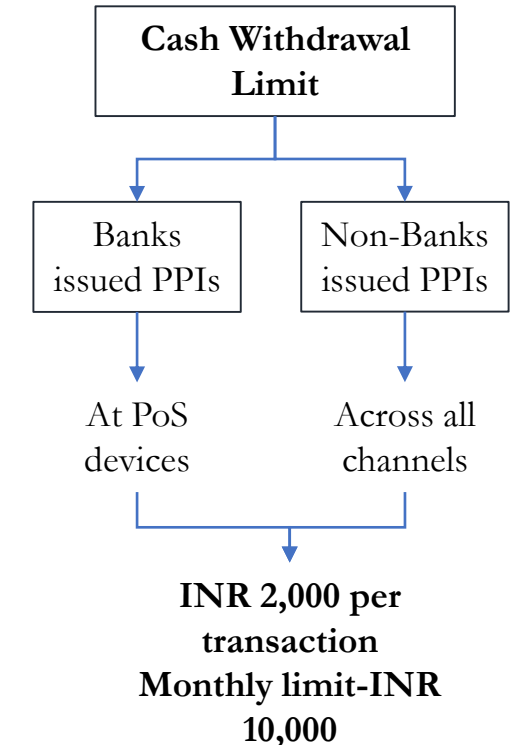 Cash Withdrawal
Limit
Banks
issued PPIs
Non-Banks
issued PPIs
At PoS
devices
Across all
channels
INR 2,000 per
transaction
Monthly limit-INR
10,000